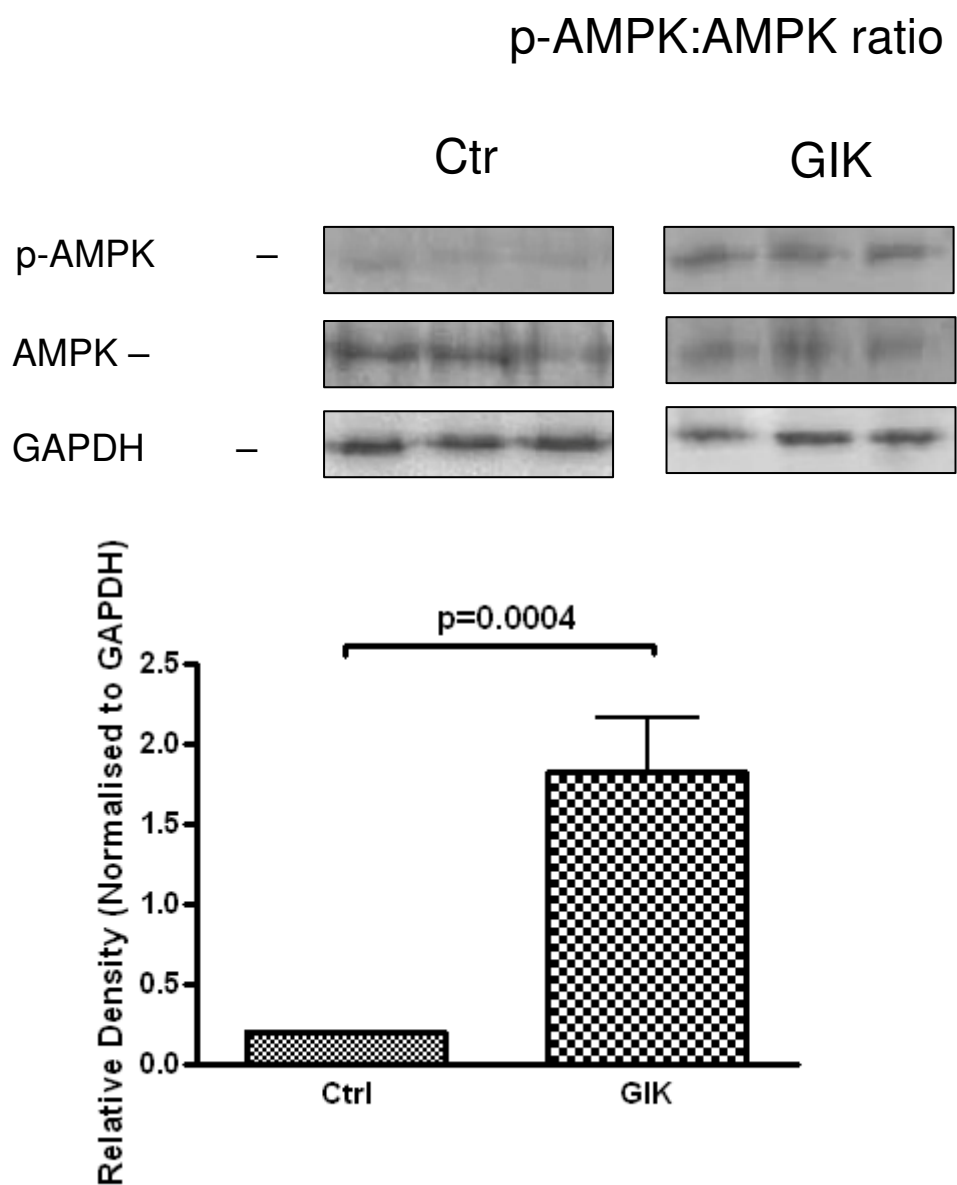 p-AMPK:AMPK ratio
Ctr GIK
p-AMPK –
AMPK –
GAPDH –
p=0.0004
Relative Density (Normalised to GAPDH)
2.5
2.0
1.5
1.0
0.5
0.0
Ctrl GIK